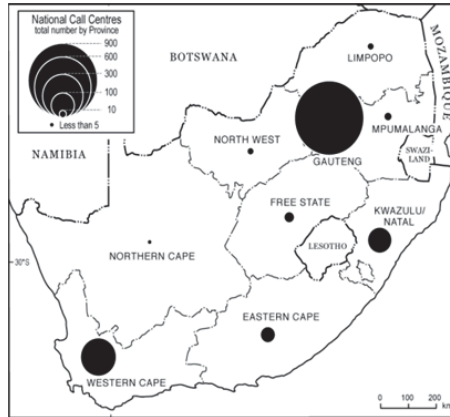 National Call Centres
total number by Province
900
600
300
100
10
Less than 5
BOTSWANA
LIMPOPO
MOZAMBIQUE
NAMIBIA
NORTH WEST
GAUTENG
MPUMALANGA
SWAZI-
LAND
FREE STATE
KWAZULU/
NATAL
LESOTHO
NORTHERN CAPE
30°S
EASTERN CAPE
WESTERN CAPE
0 100 200
km